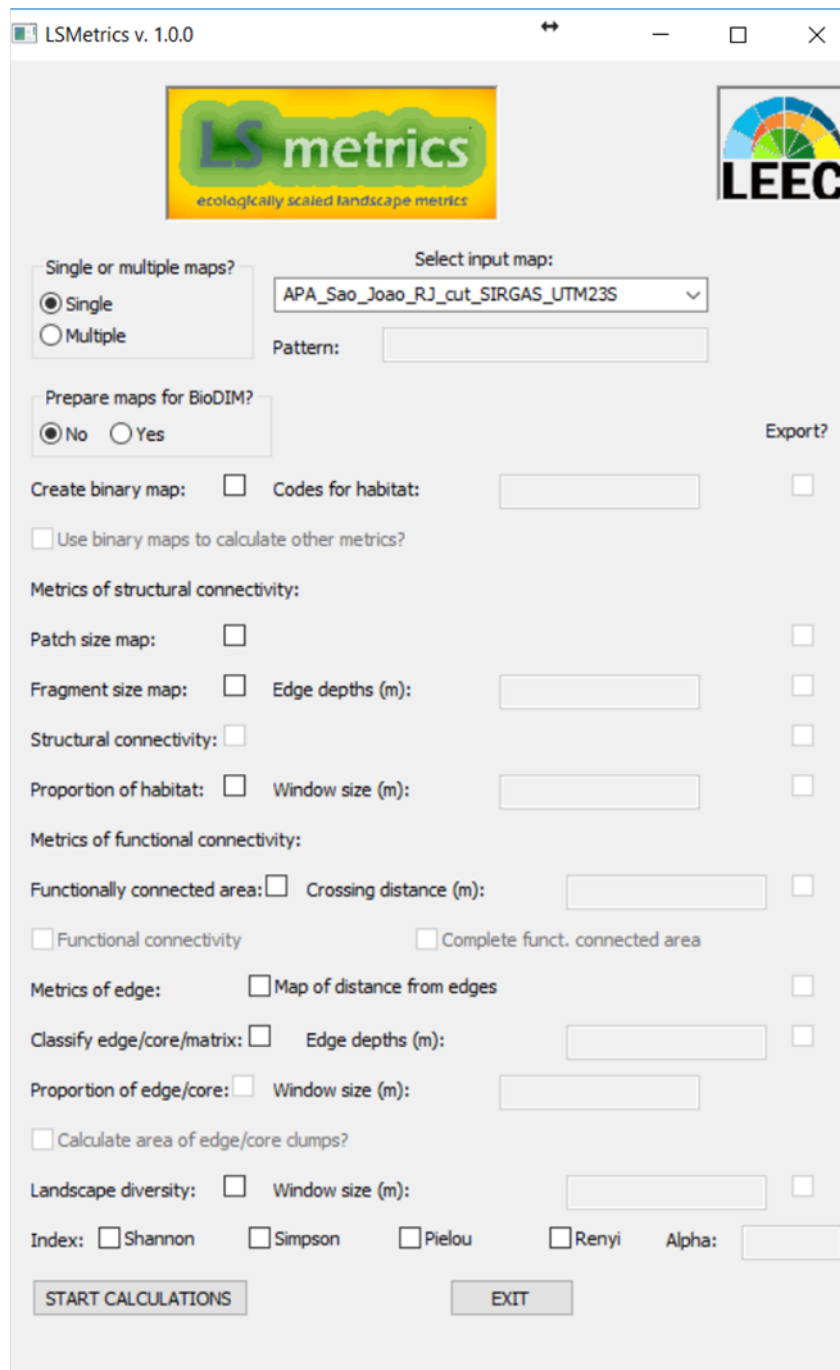 LSMetrics v. 1.0.0
LS metrics
ecologically scaled landscape metrics
LEEC
Single or multiple maps?
Select input map:
Single
APA_Sao_Joao_RJ_cut_SIRGAS_UTM23S
Multiple
Pattern:
Prepare maps for BioDIM?
No Yes
Export?
Create binary map: Codes for habitat:
Use binary maps to calculate other metrics?
Metrics of structural connectivity:
Patch size map:
Fragment size map: Edge depths (m):
Structural connectivity:
Proportion of habitat: Window size (m):
Metrics of functional connectivity:
Functionally connected area: Crossing distance (m):
Functional connectivity Complete funct. connected area
Metrics of edge: Map of distance from edges
Classify edge/core/matrix: Edge depths (m):
Proportion of edge/core: Window size (m):
Calculate area of edge/core clumps?
Landscape diversity: Window size (m):
Index: Shannon Simpson Pielou Renyi Alpha:
START CALCULATIONS EXIT